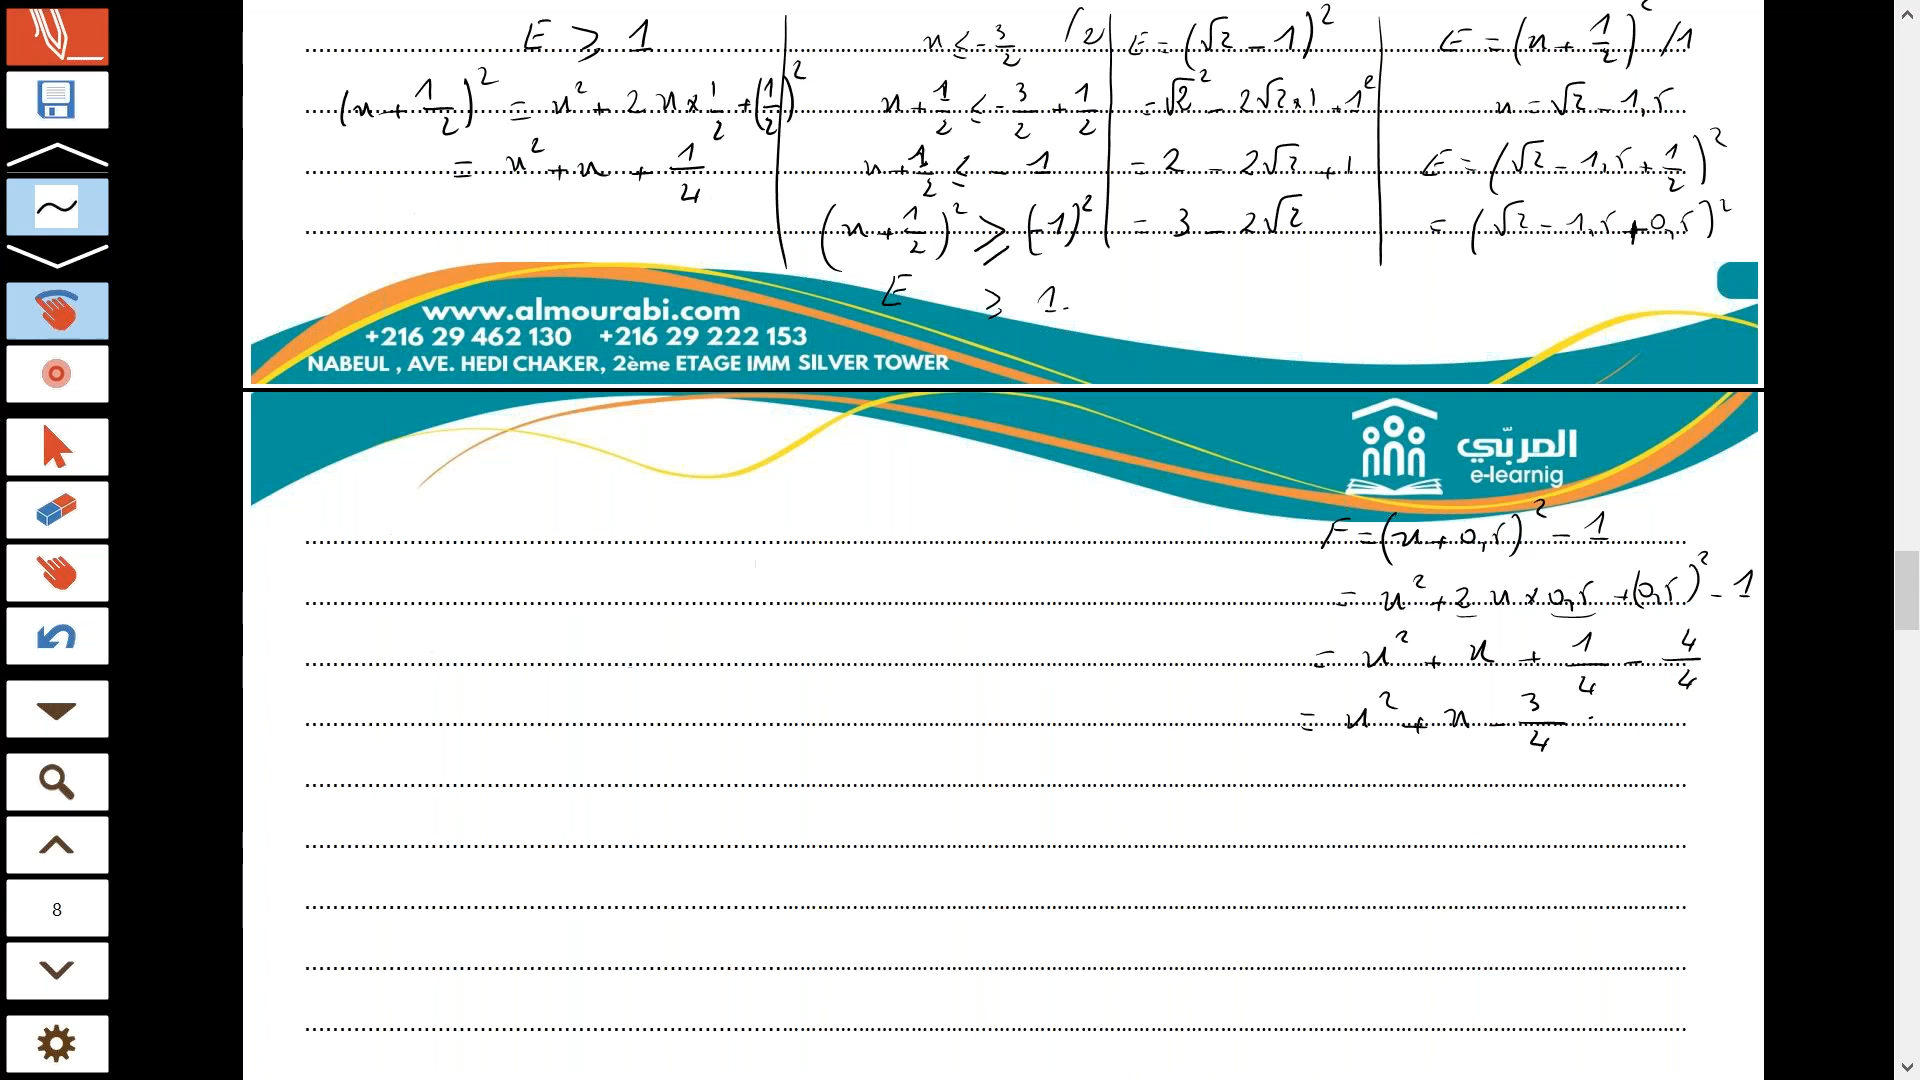 E = (x + 1/2)² /1
x = √2 - 1,5
E = (√2 - 1,5 + 1/2)²
= (√2 - 1,5 + 0,5)²
E = (√2 - 1)²
= √2² - 2√2×1 + 1²
= 2 - 2√2 + 1
= 3 - 2√2
x ≤ -3/2 /2
x + 1/2 ≤ -3/2 + 1/2
x + 1/2 ≤ -1
(x + 1/2)² ≥ (-1)²
E ≥ 1.
E ≥ 1
(x + 1/2)² = x² + 2x×1/2 + (1/2)²
= x² + x + 1/4
www.almourabi.com
+216 29 462 130 +216 29 222 153
NABEUL , AVE. HEDI CHAKER, 2ème ETAGE IMM SILVER TOWER
المربّي
e-learnig
F = (x + 0,5)² - 1
= x² + 2x×0,5 + (0,5)² - 1
= x² + x + 1/4 - 4/4
= x² + x - 3/4.
8